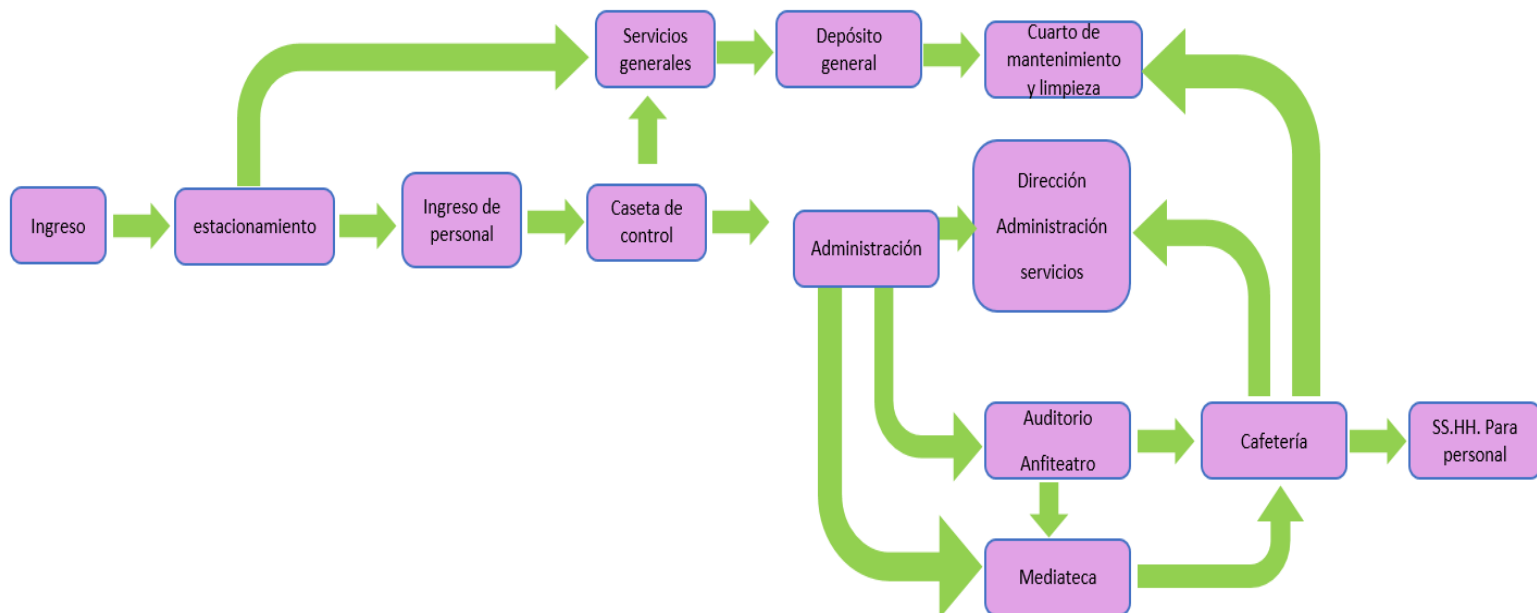 Servicios
generales
Depósito
general
Cuarto de
mantenimiento
y limpieza
Ingreso
estacionamiento
Ingreso de
personal
Caseta de
control
Administración
Dirección
Administración
servicios
Auditorio
Anfiteatro
Cafetería
SS.HH. Para
personal
Mediateca